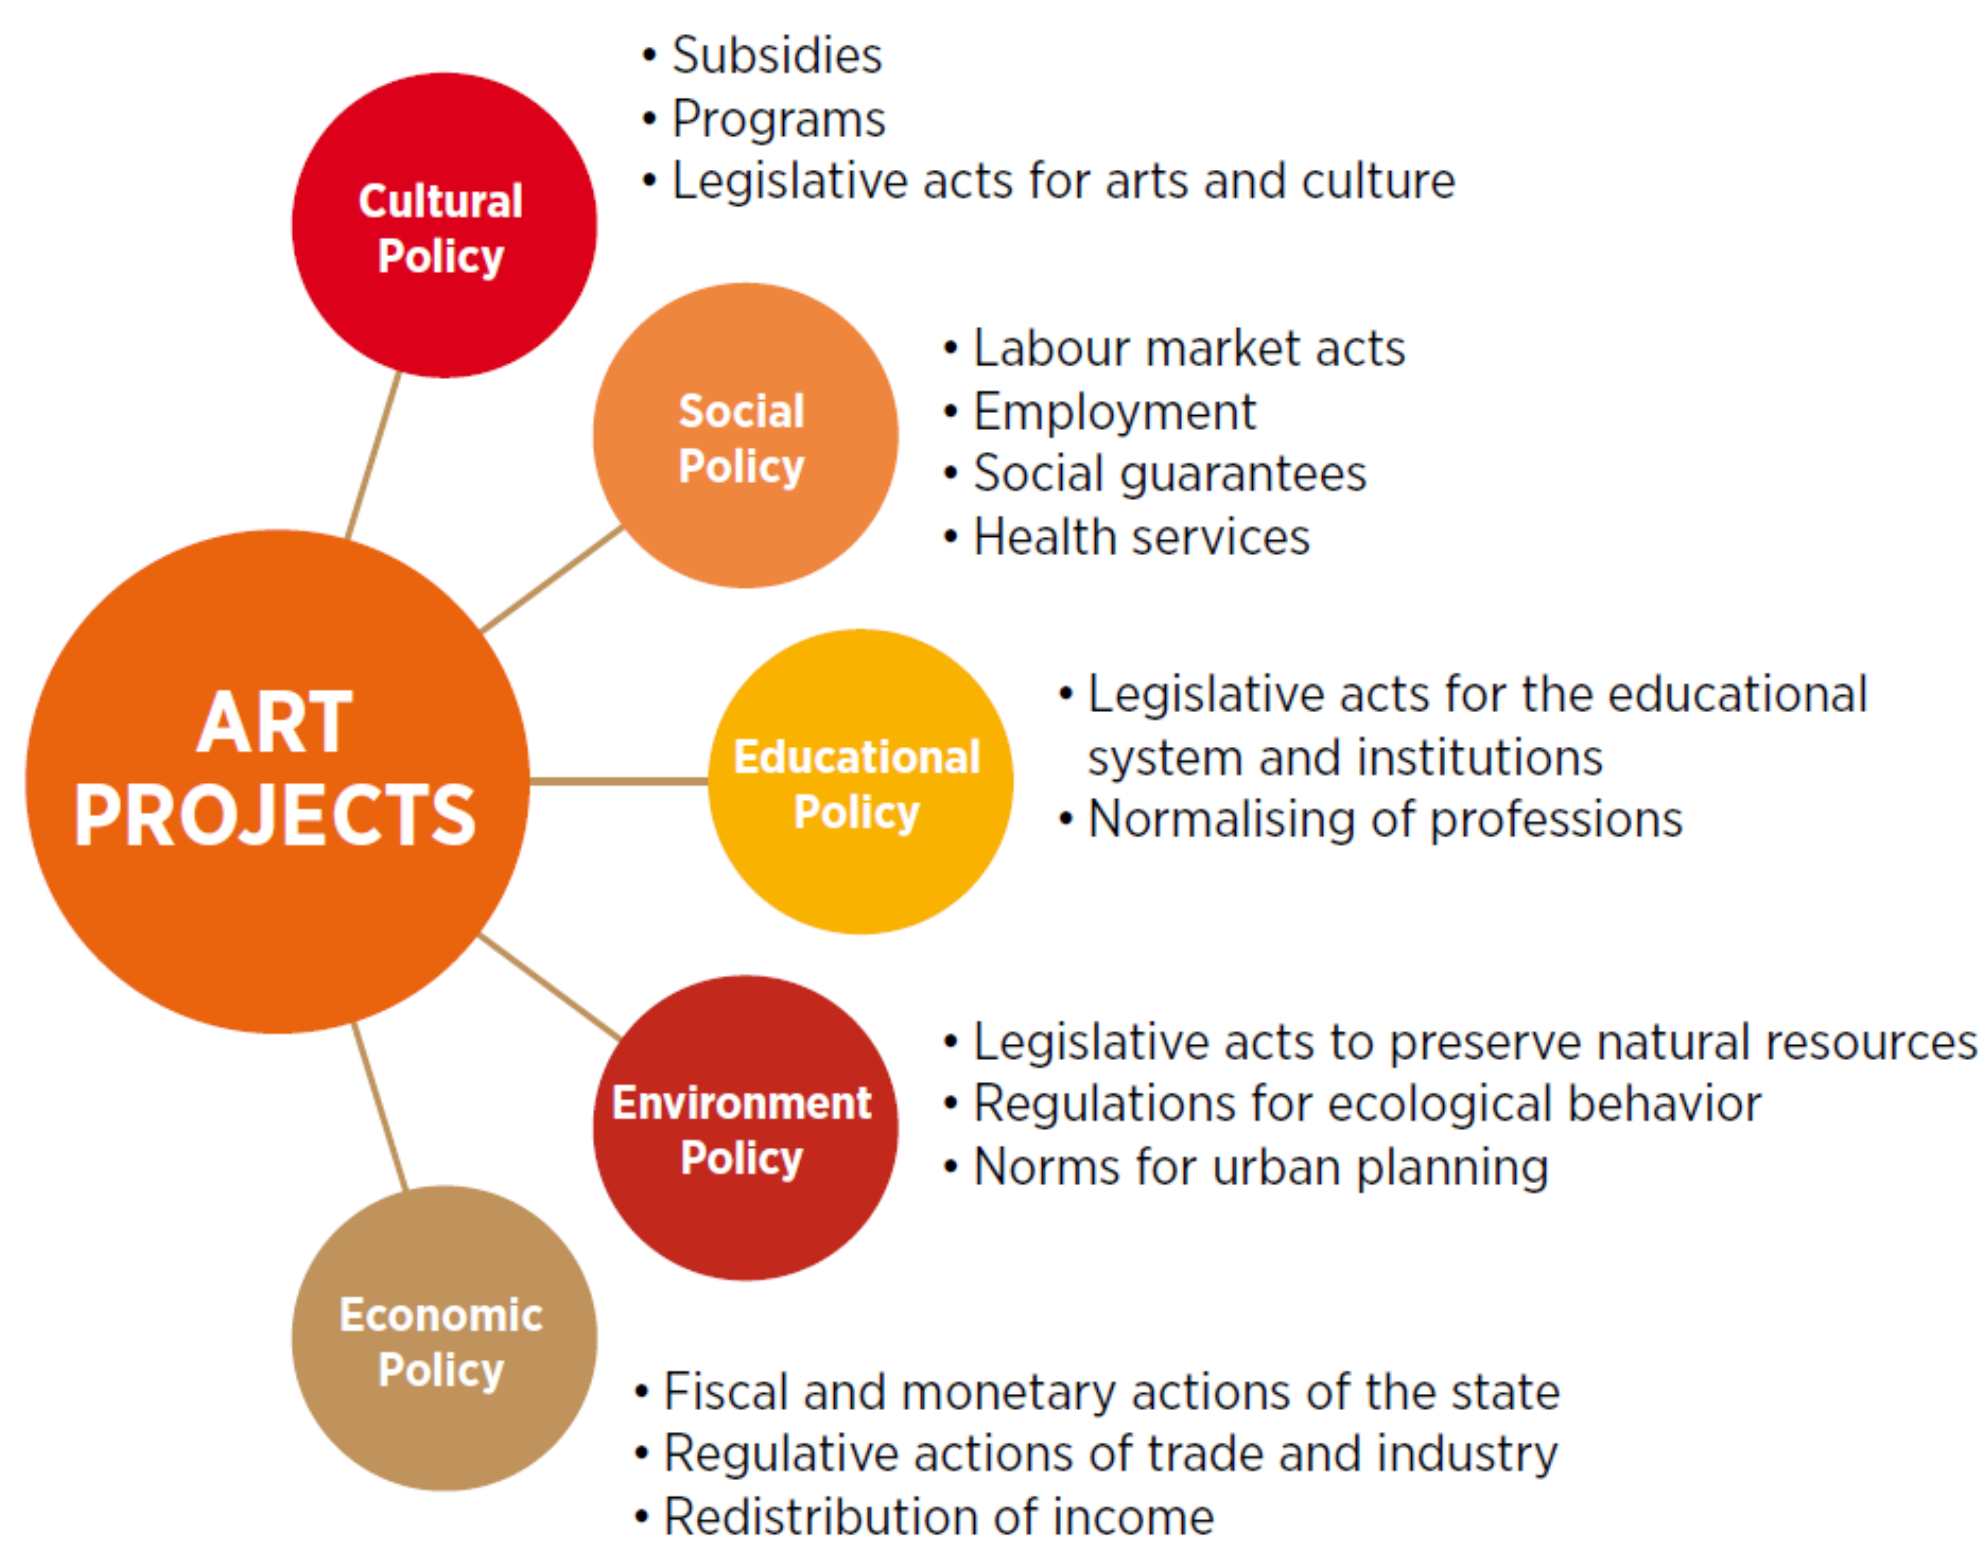 • Subsidies
• Programs
• Legislative acts for arts and culture
Cultural
Policy
• Labour market acts
• Employment
• Social guarantees
• Health services
Social
Policy
ART
PROJECTS
• Legislative acts for the educational
system and institutions
• Normalising of professions
Educational
Policy
• Legislative acts to preserve natural resources
• Regulations for ecological behavior
• Norms for urban planning
Environment
Policy
Economic
Policy
• Fiscal and monetary actions of the state
• Regulative actions of trade and industry
• Redistribution of income